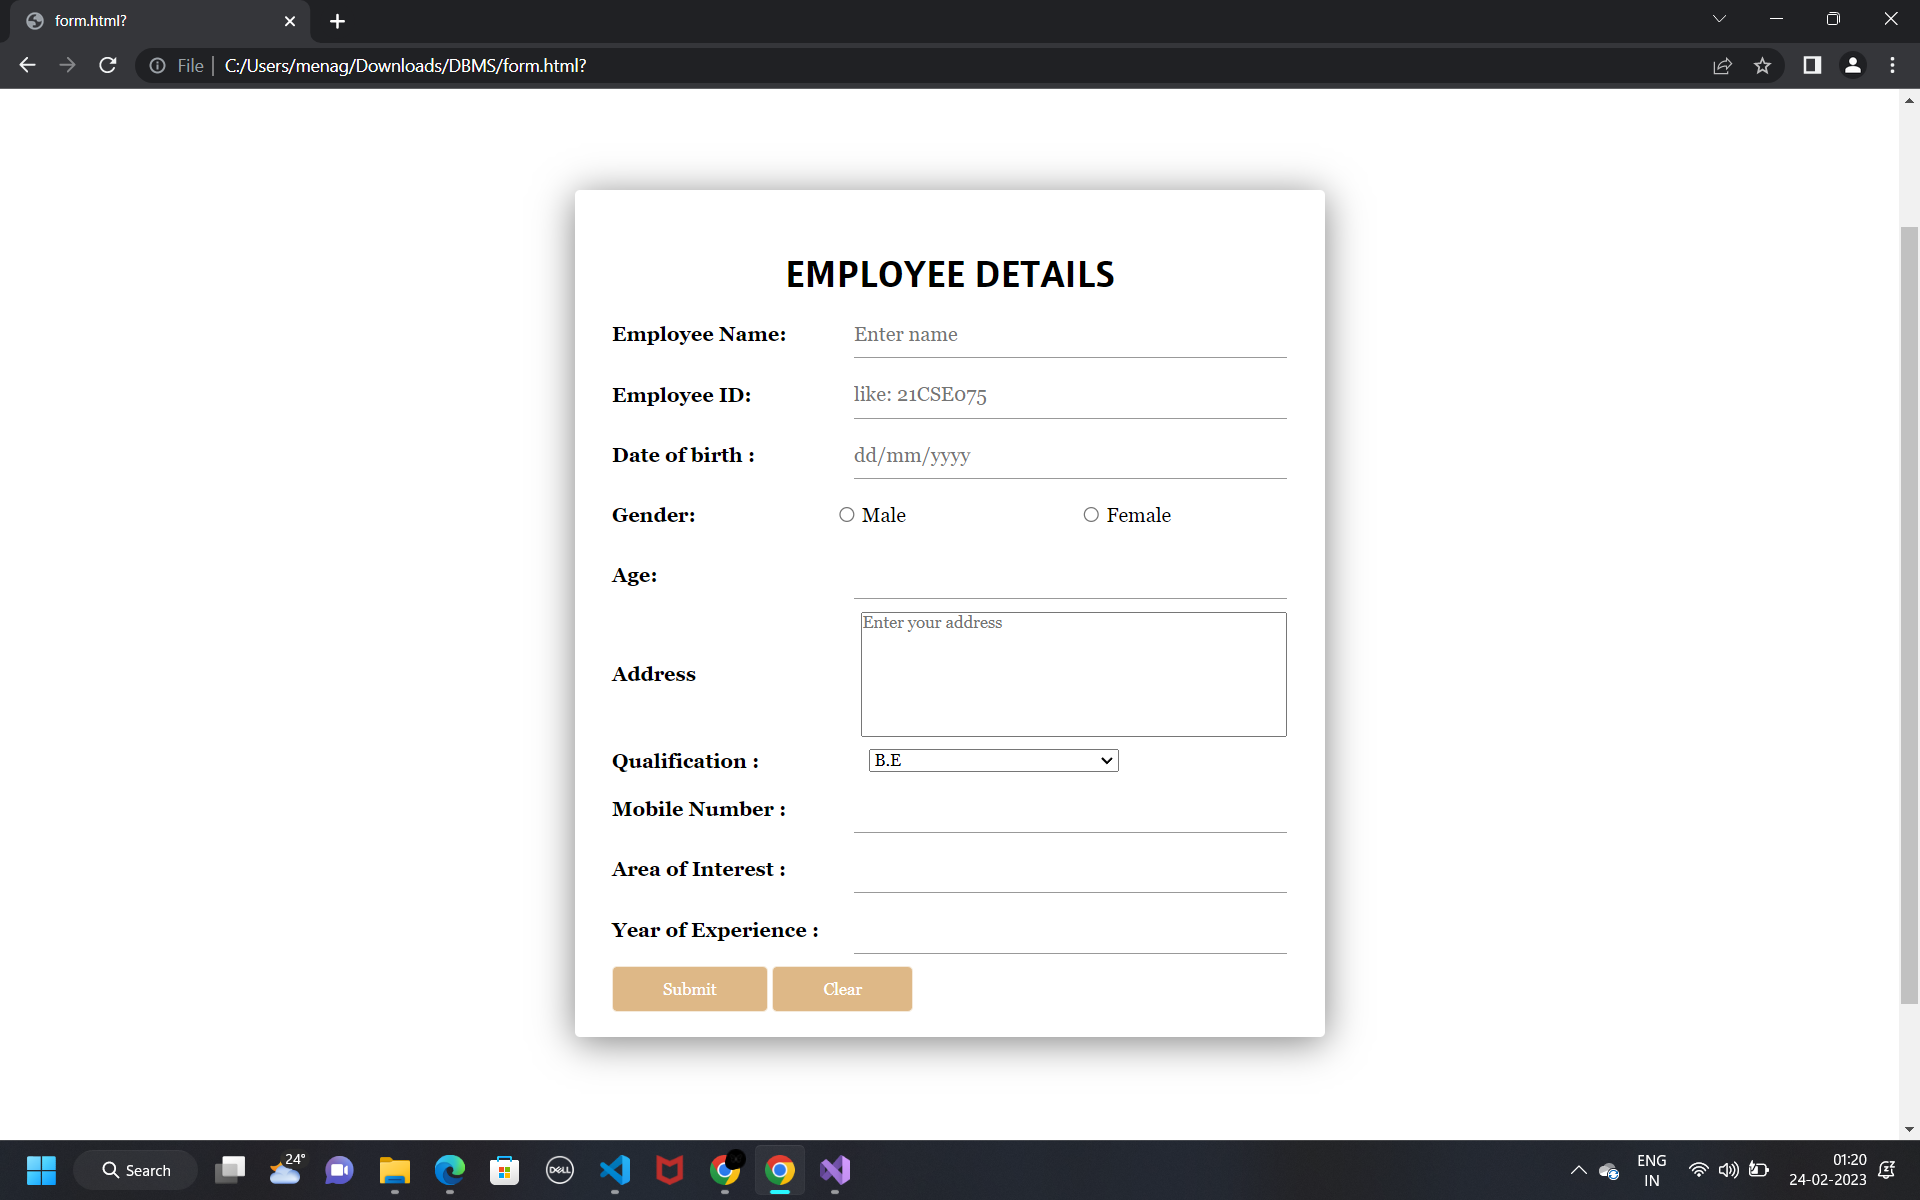 form.html?
File | C:/Users/menag/Downloads/DBMS/form.html?
EMPLOYEE DETAILS
Employee Name: Enter name
Employee ID: like: 21CSE075
Date of birth : dd/mm/yyyy
Gender: Male Female
Age:
Enter your address
Address
Qualification : B.E
Mobile Number :
Area of Interest :
Year of Experience :
Submit Clear
Search
24°
DELL
ENG
IN
01:20
24-02-2023